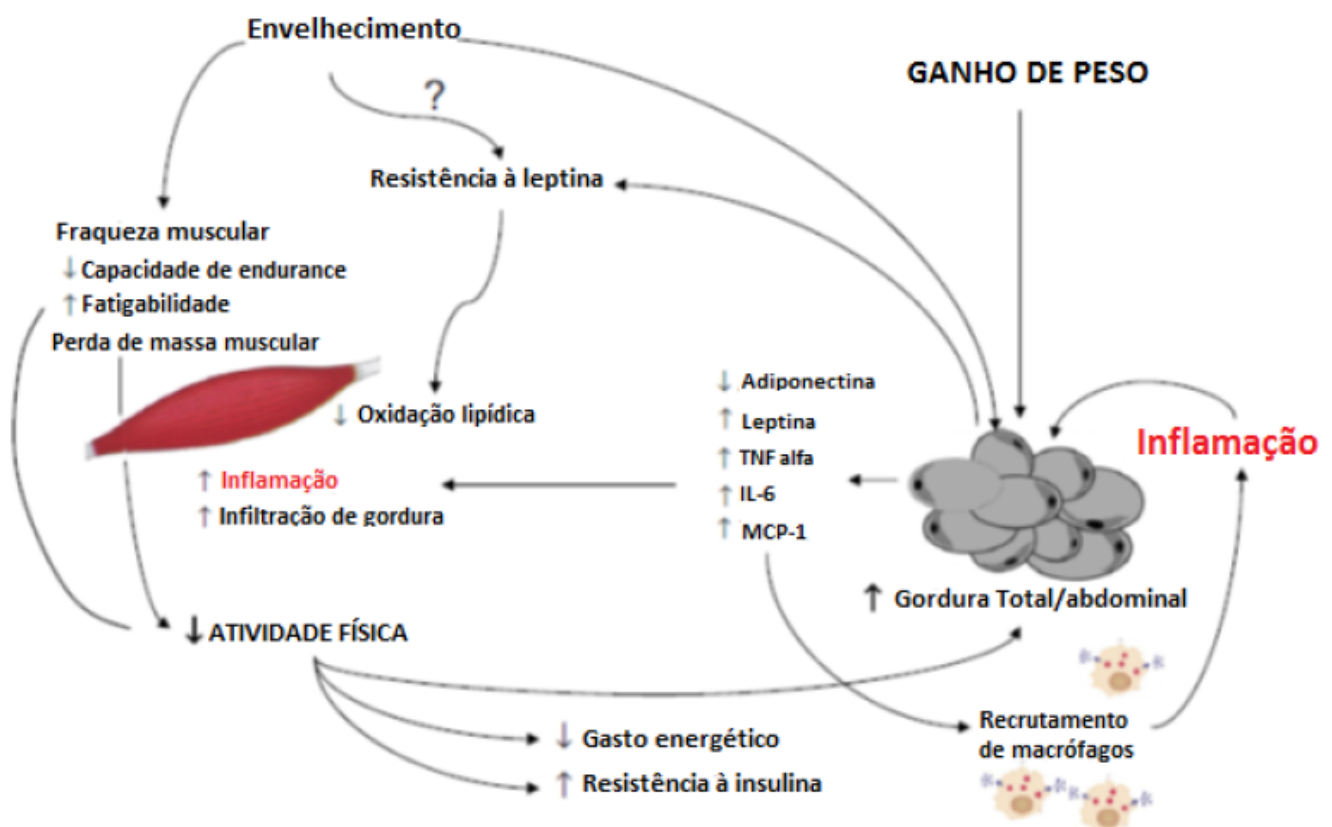 Envelhecimento
GANHO DE PESO
?
Resistência à leptina
Fraqueza muscular
↓ Capacidade de endurance
↑ Fatigabilidade
Perda de massa muscular
↓ Oxidação lipídica
↑ Inflamação
↑ Infiltração de gordura
↓ Adiponectina
↑ Leptina
↑ TNF alfa
↑ IL-6
↑ MCP-1
Inflamação
↑ Gordura Total/abdominal
↓ ATIVIDADE FÍSICA
↓ Gasto energético
↑ Resistência à insulina
Recrutamento
de macrófagos